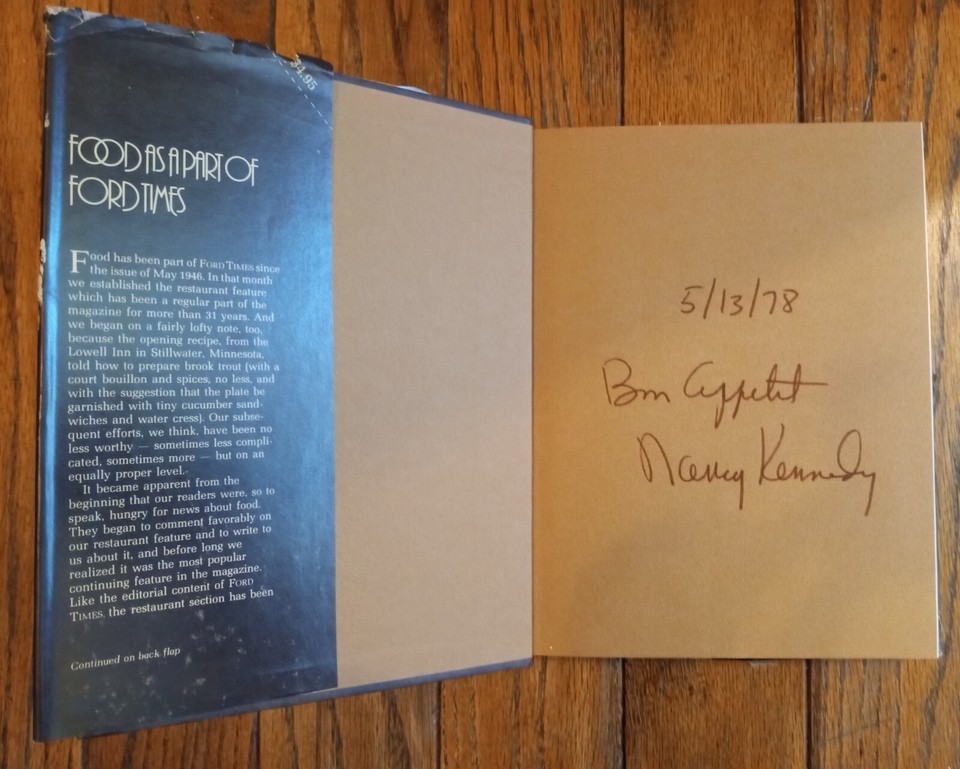 $4.95
FOOD AS A PART OF
FORD TIMES
Food has been part of FORD TIMES since
the issue of May 1946. In that month
we established the restaurant feature
which has been a regular part of the
magazine for more than 31 years. And
we began on a fairly lofty note, too,
because the opening recipe, from the
Lowell Inn in Stillwater, Minnesota,
told how to prepare brook trout (with a
court bouillon and spices, no less, and
with the suggestion that the plate be
garnished with tiny cucumber sand-
wiches and water cress). Our subse-
quent efforts, we think, have been no
less worthy — sometimes less compli-
cated, sometimes more — but on an
equally proper level.
It became apparent from the
beginning that our readers were, so to
speak, hungry for news about food.
They began to comment favorably on
our restaurant feature and to write to
us about it, and before long we
realized it was the most popular
continuing feature in the magazine.
Like the editorial content of FORD
TIMES, the restaurant section has been
Continued on back flap
5/13/78
Bon Appetit
Nancy Kennedy